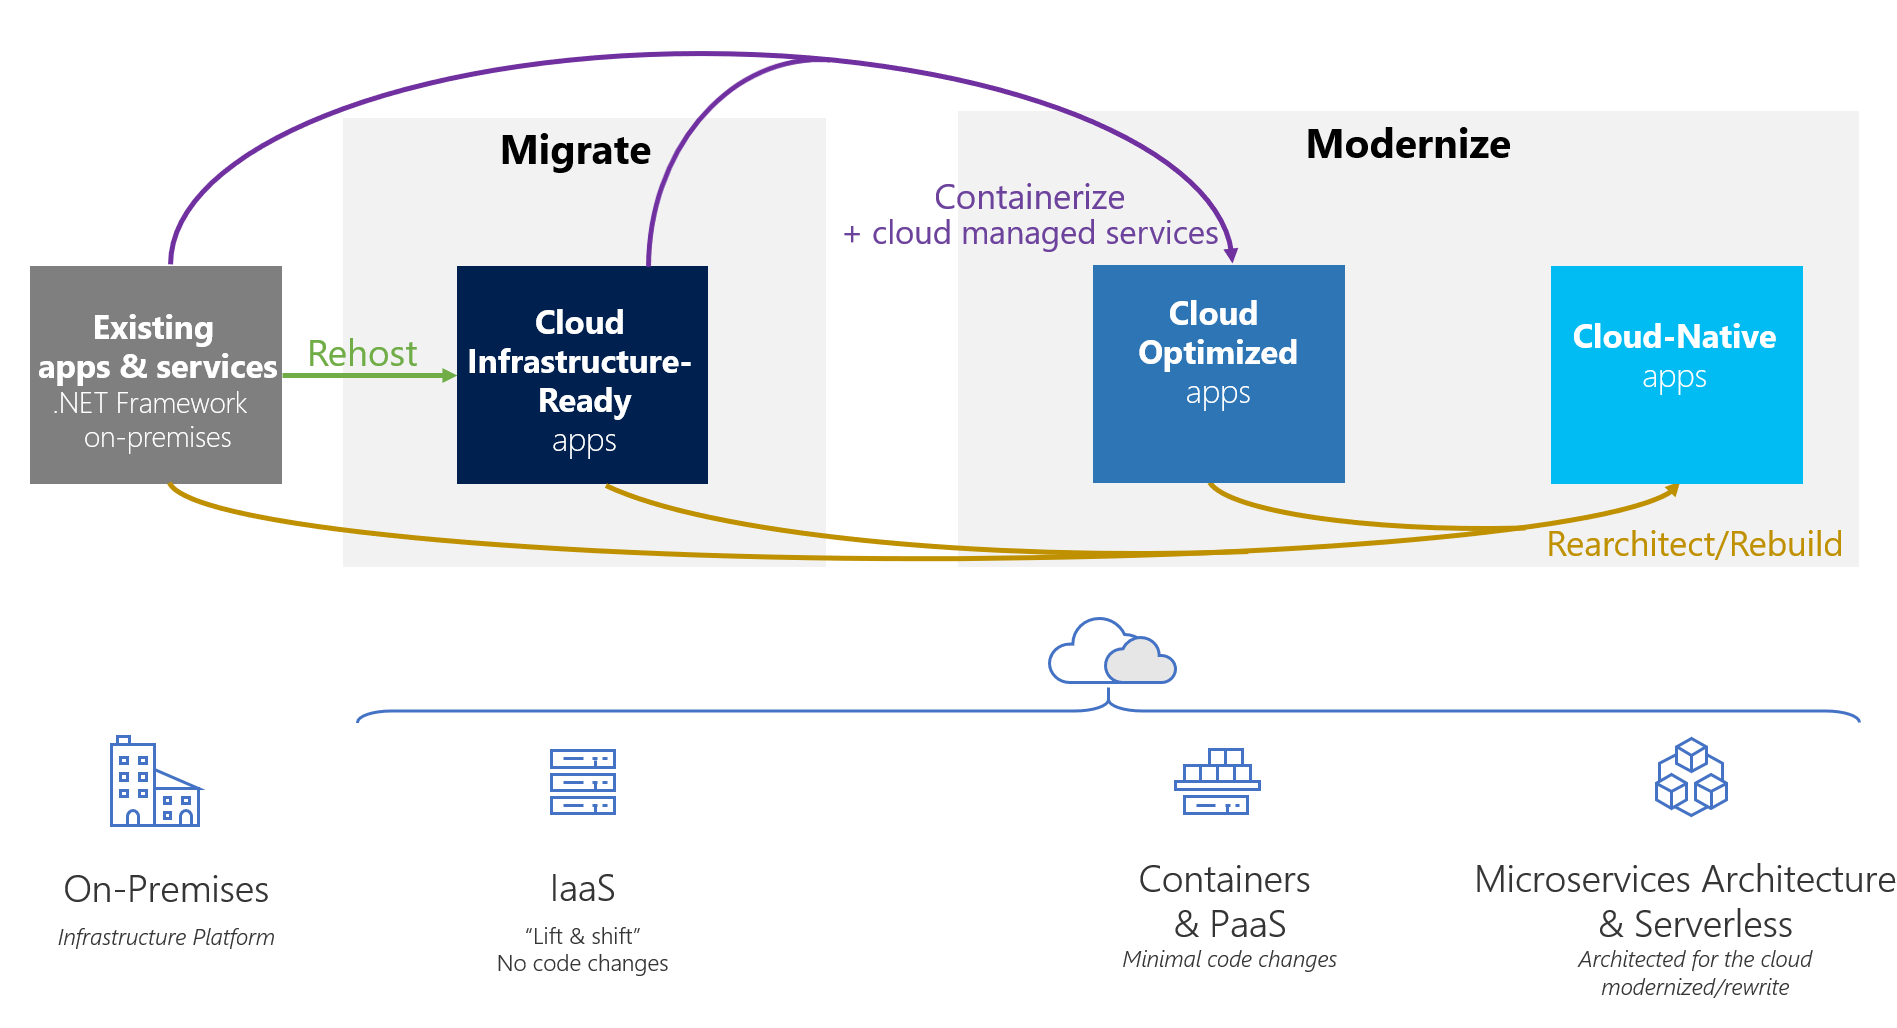 Migrate
Modernize
Containerize
+ cloud managed services
Existing
apps & services
.NET Framework
on-premises
Rehost
Cloud
Infrastructure-
Ready
apps
Cloud
Optimized
apps
Cloud-Native
apps
Rearchitect/Rebuild
On-Premises
Infrastructure Platform
IaaS
“Lift & shift”
No code changes
Containers
& PaaS
Minimal code changes
Microservices Architecture
& Serverless
Architected for the cloud
modernized/rewrite